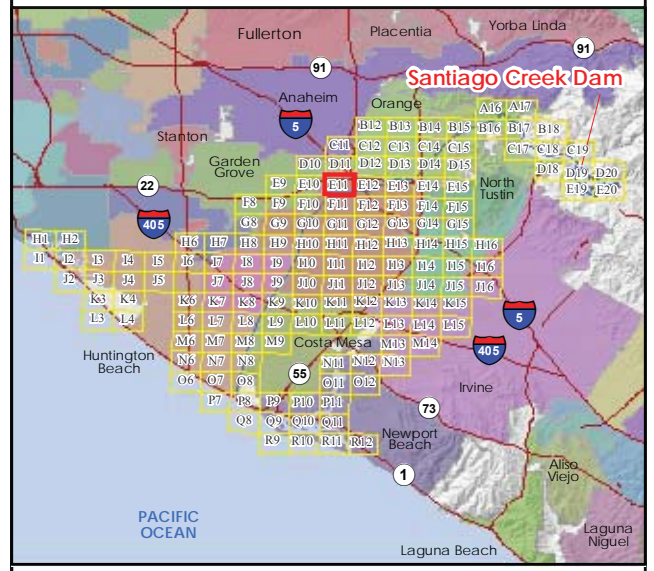 Fullerton
Placentia
Yorba Linda
91
91
Santiago Creek Dam
Anaheim
Orange
A16 A17
5
B12 B13 B14 B15 B16 B17 B18
Stanton
C11 C12 C13 C14 C15 C17 C18 C19
Garden
Grove
D10 D11 D12 D13 D14 D15 D18 D19 D20
22
E9 E10 E11 E12 E13 E14 E15 E19 E20
North
Tustin
F8 F9 F10 F11 F12 F13 F14 F15
405
G8 G9 G10 G11 G12 G13 G14 G15
H1 H2 H6 H7 H8 H9 H10 H11 H12 H13 H14 H15 H16
I1 I2 I3 I4 I5 I6 I7 I8 I9 I10 I11 I12 I13 I14 I15 I16
J2 J3 J4 J5 J6 J7 J8 J9 J10 J11 J12 J13 J14 J15 J16
K3 K4 K6 K7 K8 K9 K10 K11 K12 K13 K14 K15
5
L3 L4 L6 L7 L8 L9 L10 L11 L12 L13 L14 L15
M6 M7 M8 M9 Costa Mesa M13 M14
405
Huntington
Beach
N6 N7 N8 N11 N12 N13
55
O6 O7 O8 O11 O12
Irvine
P7 P8 P9 P10 P11
73
Q8 Q9 Q10 Q11
Newport
Beach
R9 R10 R11 R12
1
Aliso
Viejo
PACIFIC
OCEAN
Laguna
Niguel
Laguna Beach